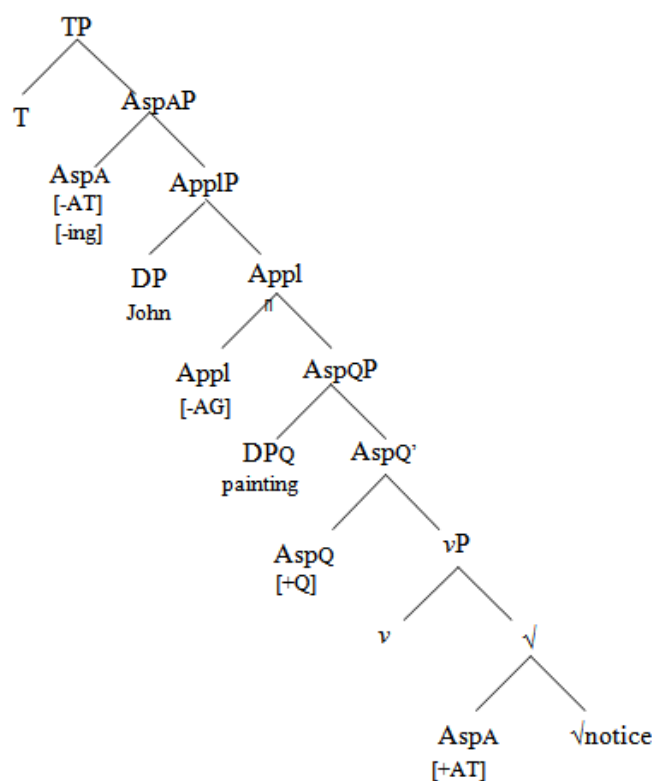 TP
T
AspAP
AspA
[-AT]
[-ing]
ApplP
DP
John
Appl
Appl
[-AG]
AspQP
DPQ
painting
AspQ’
AspQ
[+Q]
vP
v
√
AspA
[+AT]
√notice